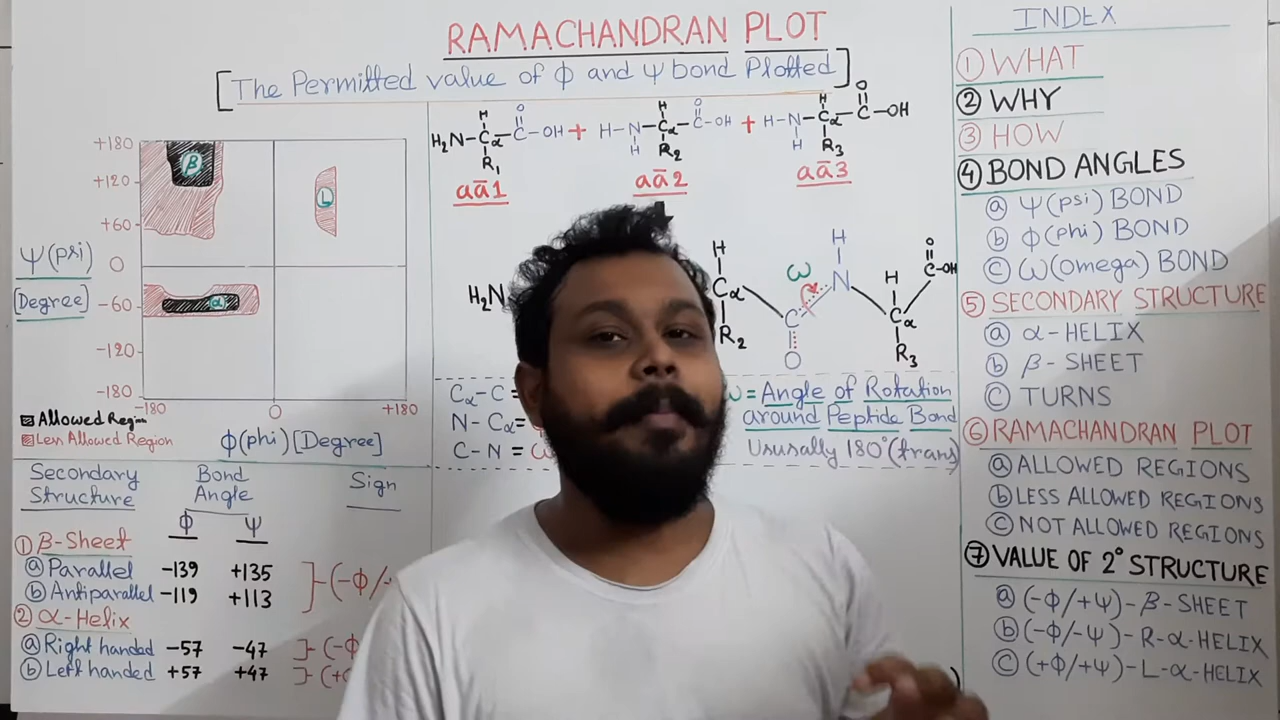 RAMACHANDRAN PLOT
[The Permitted value of Φ and Ψ bond Plotted]
H
H₂N-Cα-C-OH
O
R₁
aā1
+
H
H-N-Cα-C-OH
O
H
R₂
aā2
+
H
H-N-Cα-C-OH
O
H
R₃
aā3
+180
+120
+60
0
-60
-120
-180
β
L
α
Ψ(psi)
[Degree]
-180
0
+180
Allowed Region
Less Allowed Region
Φ(phi)[Degree]
H₂N
H
Cα
R₂
C
O
ω
H
N
H
Cα
R₃
O
C-OH
Cα-C=
N-Cα=
C-N = ω
ω=Angle of Rotation
around Peptide Bond
Ususally 180°(trans)
Secondary
Structure
Bond
Angle
Sign
Φ Ψ
① β-Sheet
ⓐ Parallel -139 +135
ⓑ Antiparallel -119 +113
}-(-Φ/
② α-Helix
ⓐ Right handed -57 -47 }-(-Φ
ⓑ Left handed +57 +47 }-(+
INDEX
① WHAT
② WHY
③ HOW
④ BOND ANGLES
ⓐ Ψ(psi) BOND
ⓑ Φ(phi) BOND
ⓒ ω(omega) BOND
⑤ SECONDARY STRUCTURE
ⓐ α-HELIX
ⓑ β-SHEET
ⓒ TURNS
⑥ RAMACHANDRAN PLOT
ⓐ ALLOWED REGIONS
ⓑ LESS ALLOWED REGIONS
ⓒ NOT ALLOWED REGIONS
⑦ VALUE OF 2° STRUCTURE
ⓐ (-Φ/+Ψ)-β-SHEET
ⓑ (-Φ/-Ψ)-R-α-HELIX
ⓒ (+Φ/+Ψ)-L-α-HELIX